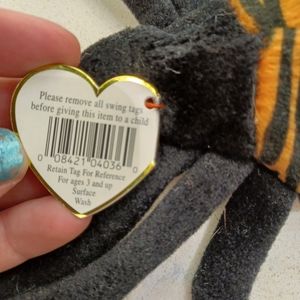 Please remove all swing tags
before giving this item to a child
0 08421 04036 0
Retain Tag For Reference
For ages 3 and up
Surface
Wash